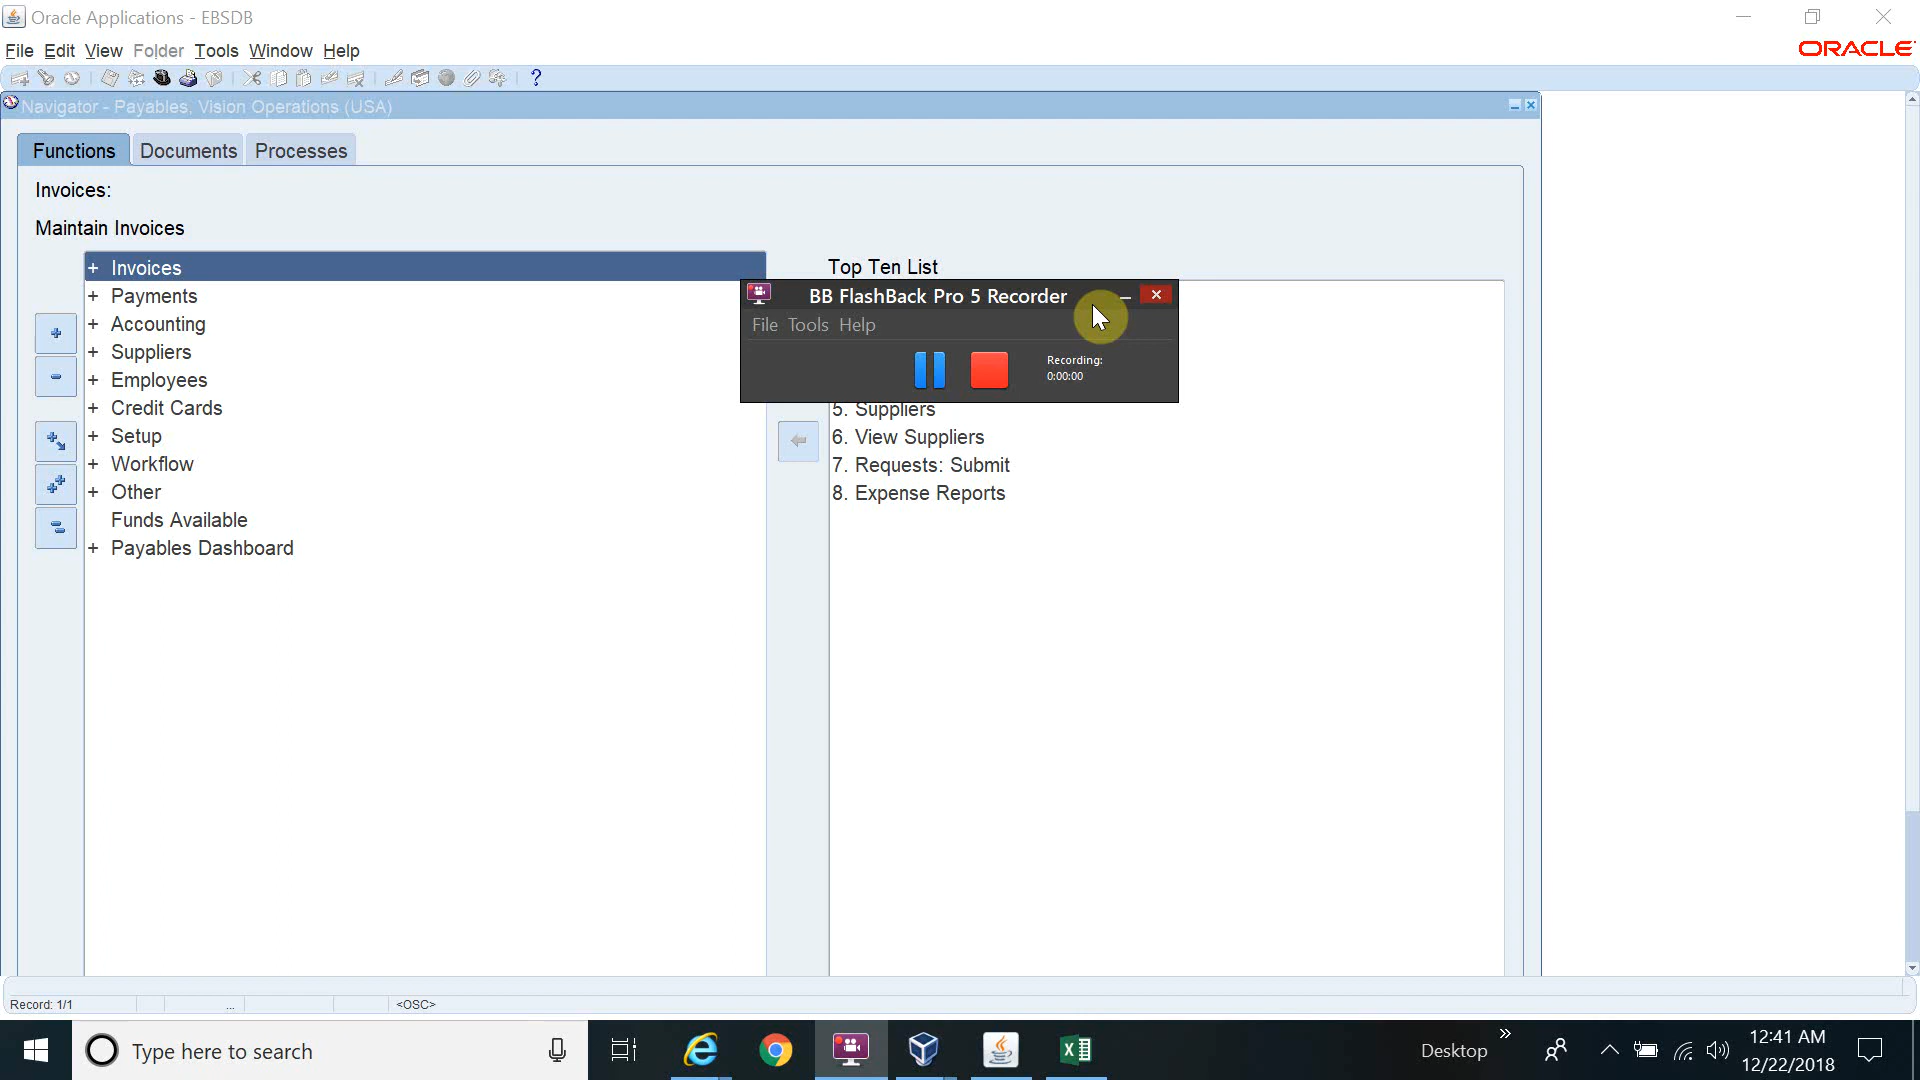 Oracle Applications - EBSDB
File Edit View Folder Tools Window Help
ORACLE
?
Navigator - Payables, Vision Operations (USA)
Functions Documents Processes
Invoices:
Maintain Invoices
+ Invoices
+ Payments
+ Accounting
+ Suppliers
+ Employees
+ Credit Cards
+ Setup
+ Workflow
+ Other
Funds Available
+ Payables Dashboard
Top Ten List
BB FlashBack Pro 5 Recorder
File Tools Help
Recording:
0:00:00
5. Suppliers
6. View Suppliers
7. Requests: Submit
8. Expense Reports
Record: 1/1 ... <OSC>
Type here to search
Desktop
12:41 AM
12/22/2018